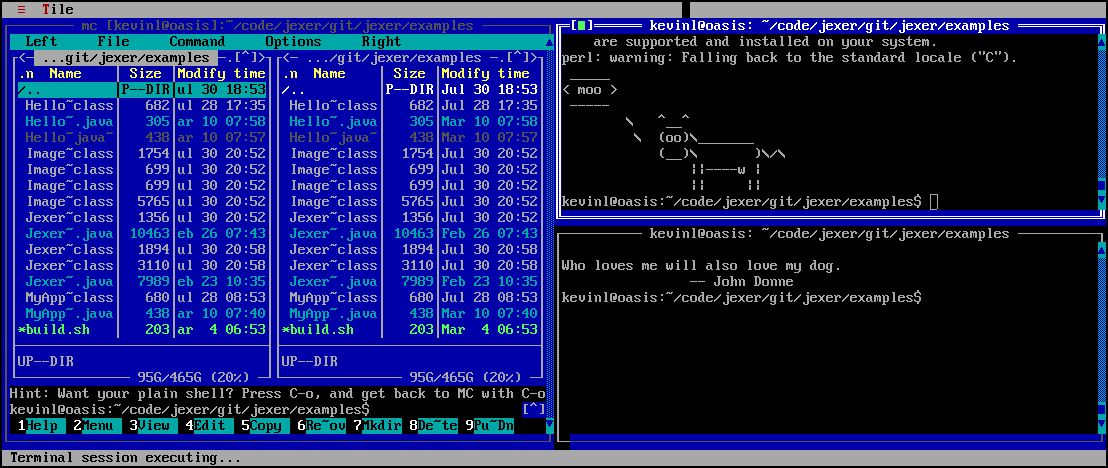 ≡ Tile
mc [kevinl@oasis]:~/code/jexer/git/jexer/examples
Left File Command Options Right
<─ ...git/jexer/examples ─.[^]>
.n Name Size Modify time
/.. P--DIR ul 30 18:53
Hello~class 682 ul 28 17:35
Hello~.java 305 ar 10 07:58
Hello~java~ 438 ar 10 07:57
Image~class 1754 ul 30 20:52
Image~class 699 ul 30 20:52
Image~class 699 ul 30 20:52
Image~class 5765 ul 30 20:52
Jexer~class 1356 ul 30 20:52
Jexer~.java 10463 eb 26 07:43
Jexer~class 1894 ul 30 20:58
Jexer~class 3110 ul 30 20:58
Jexer~.java 7989 eb 23 10:35
MyApp~class 680 ul 28 08:53
MyApp~.java 438 ar 10 07:40
*build.sh 203 ar 4 06:53
UP--DIR
95G/465G (20%)
<─ .../git/jexer/examples ─.[^]>
.n Name Size Modify time
/.. P--DIR Jul 30 18:53
Hello~class 682 Jul 28 17:35
Hello~.java 305 Mar 10 07:58
Hello~java~ 438 Mar 10 07:57
Image~class 1754 Jul 30 20:52
Image~class 699 Jul 30 20:52
Image~class 699 Jul 30 20:52
Image~class 5765 Jul 30 20:52
Jexer~class 1356 Jul 30 20:52
Jexer~.java 10463 Feb 26 07:43
Jexer~class 1894 Jul 30 20:58
Jexer~class 3110 Jul 30 20:58
Jexer~.java 7989 Feb 23 10:35
MyApp~class 680 Jul 28 08:53
MyApp~.java 438 Mar 10 07:40
*build.sh 203 Mar 4 06:53
UP--DIR
95G/465G (20%)
Hint: Want your plain shell? Press C-o, and get back to MC with C-o
kevinl@oasis:~/code/jexer/git/jexer/examples$ [^]
1Help 2Menu 3View 4Edit 5Copy 6Re~ov 7Mkdir 8De~te 9Pu~Dn
kevinl@oasis: ~/code/jexer/git/jexer/examples
are supported and installed on your system.
perl: warning: Falling back to the standard locale ("C").
 _____
< moo >
 -----
        \   ^__^
         \  (oo)\_______
            (__)\       )\/\
                ||----w |
                ||     ||
kevinl@oasis:~/code/jexer/git/jexer/examples$
kevinl@oasis: ~/code/jexer/git/jexer/examples
Who loves me will also love my dog.
-- John Donne
kevinl@oasis:~/code/jexer/git/jexer/examples$
Terminal session executing...